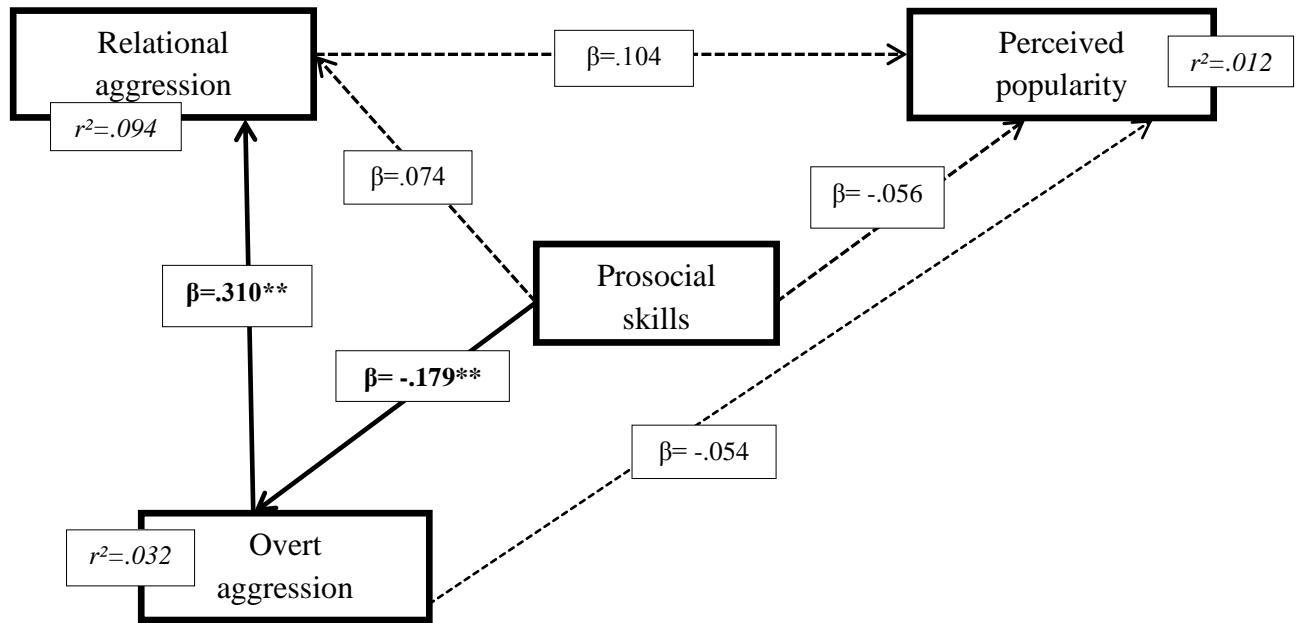 Relational
aggression
r²=.094
β=.104
Perceived
popularity
r²=.012
β=.074
β= -.056
β=.310**
Prosocial
skills
β= -.179**
β= -.054
Overt
aggression
r²=.032